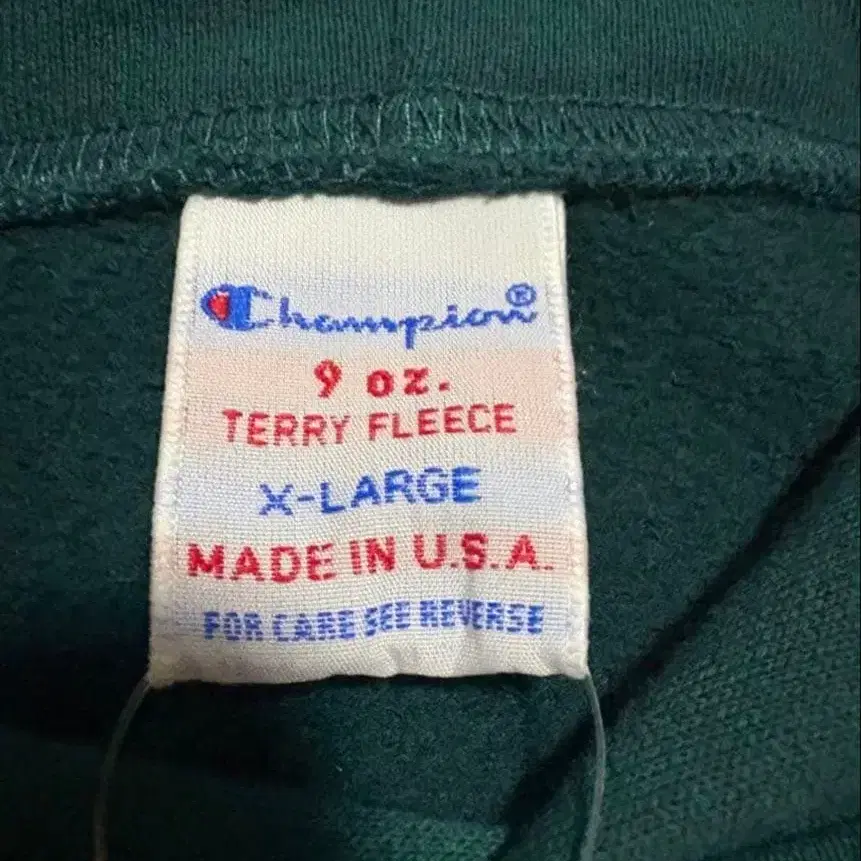 Champion®
9 oz.
TERRY FLEECE
X-LARGE
MADE IN U.S.A.
FOR CARE SEE REVERSE